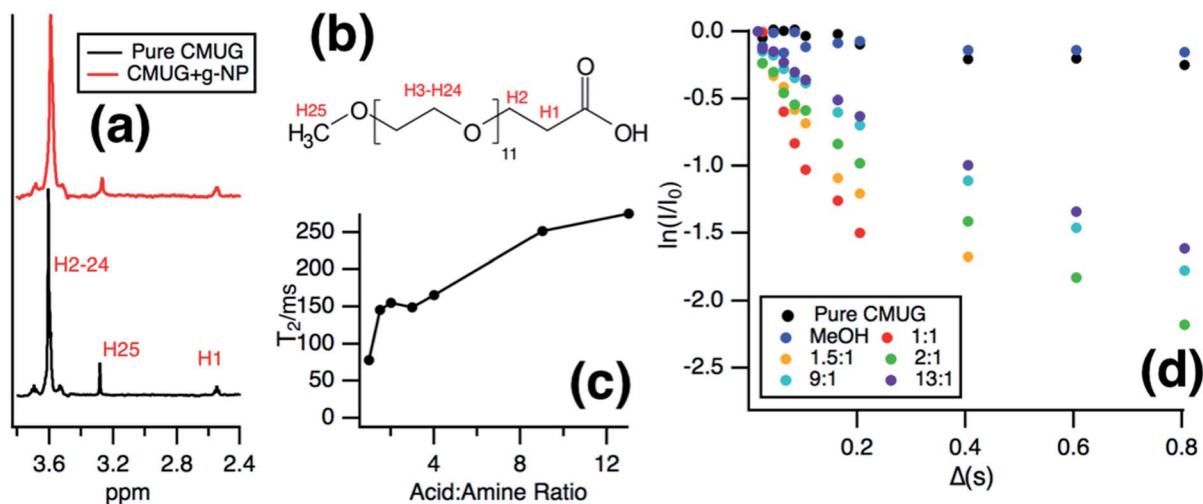 Pure CMUG
CMUG+g-NP
(a)
H2-24
H25
H1
3.6 3.2 2.8 2.4
ppm
(b)
H25
H3-H24
H2
H1
O
O
H₃C
O
OH
11
(c)
250
200
150
100
50
0
T₂/ms
4 8 12
Acid:Amine Ratio
(d)
0.0
-0.5
-1.0
-1.5
-2.0
-2.5
ln(I/I₀)
Pure CMUG
MeOH 1:1
1.5:1 2:1
9:1 13:1
0.2 0.4 0.6 0.8
Δ(s)